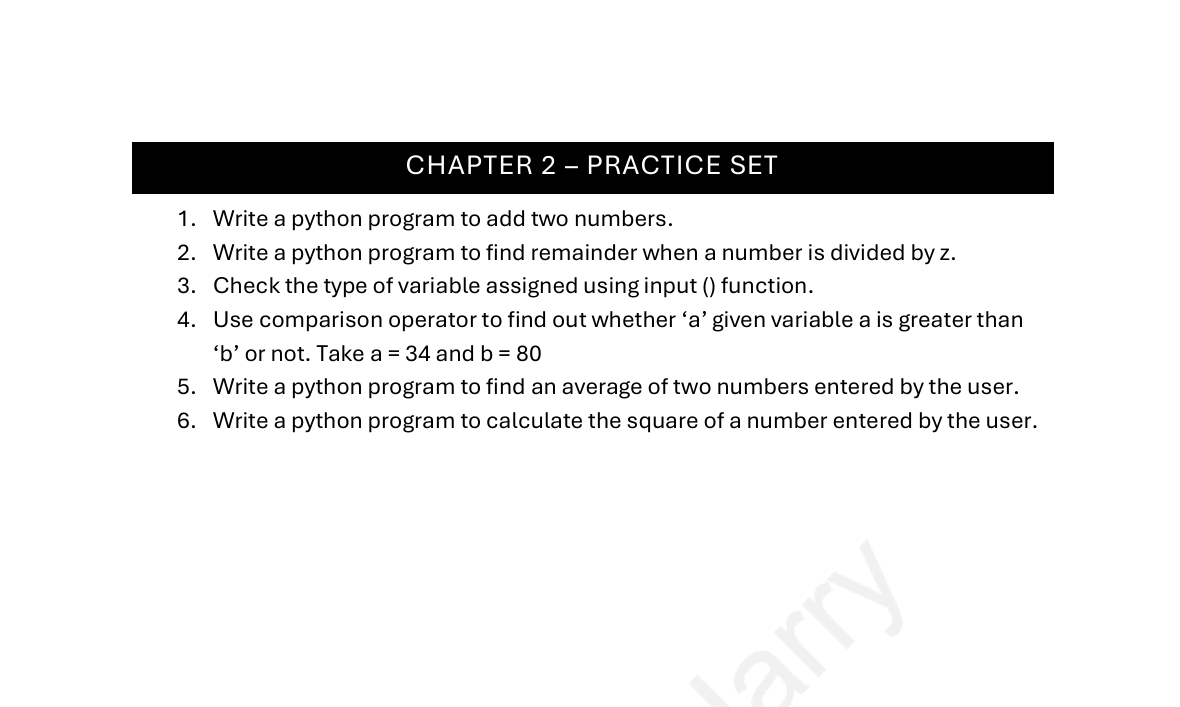 CHAPTER 2 – PRACTICE SET
1. Write a python program to add two numbers.
2. Write a python program to find remainder when a number is divided by z.
3. Check the type of variable assigned using input () function.
4. Use comparison operator to find out whether ‘a’ given variable a is greater than
‘b’ or not. Take a = 34 and b = 80
5. Write a python program to find an average of two numbers entered by the user.
6. Write a python program to calculate the square of a number entered by the user.